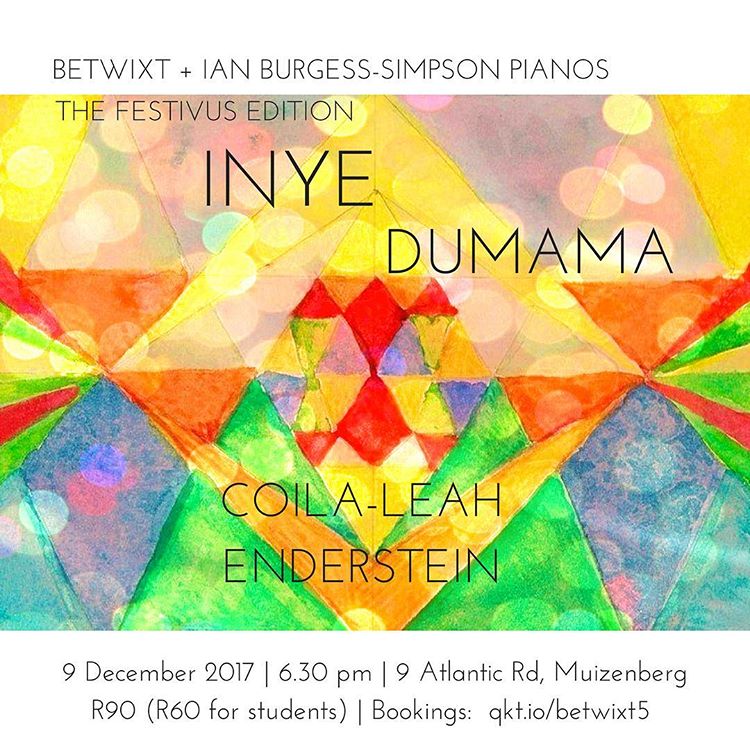 BETWIXT + IAN BURGESS-SIMPSON PIANOS
THE FESTIVUS EDITION
INYE
DUMAMA
COILA-LEAH
ENDERSTEIN
9 December 2017 | 6.30 pm | 9 Atlantic Rd, Muizenberg
R90 (R60 for students) | Bookings: qkt.io/betwixt5